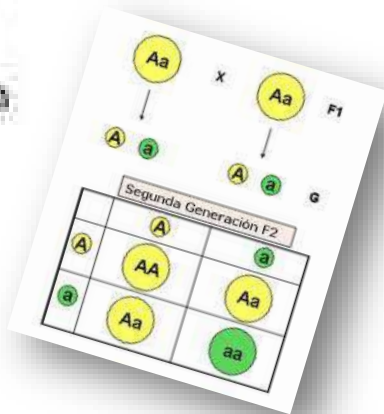 Aa X Aa F1
A a A a G
Segunda Generación F2
A a
A AA Aa
a Aa aa